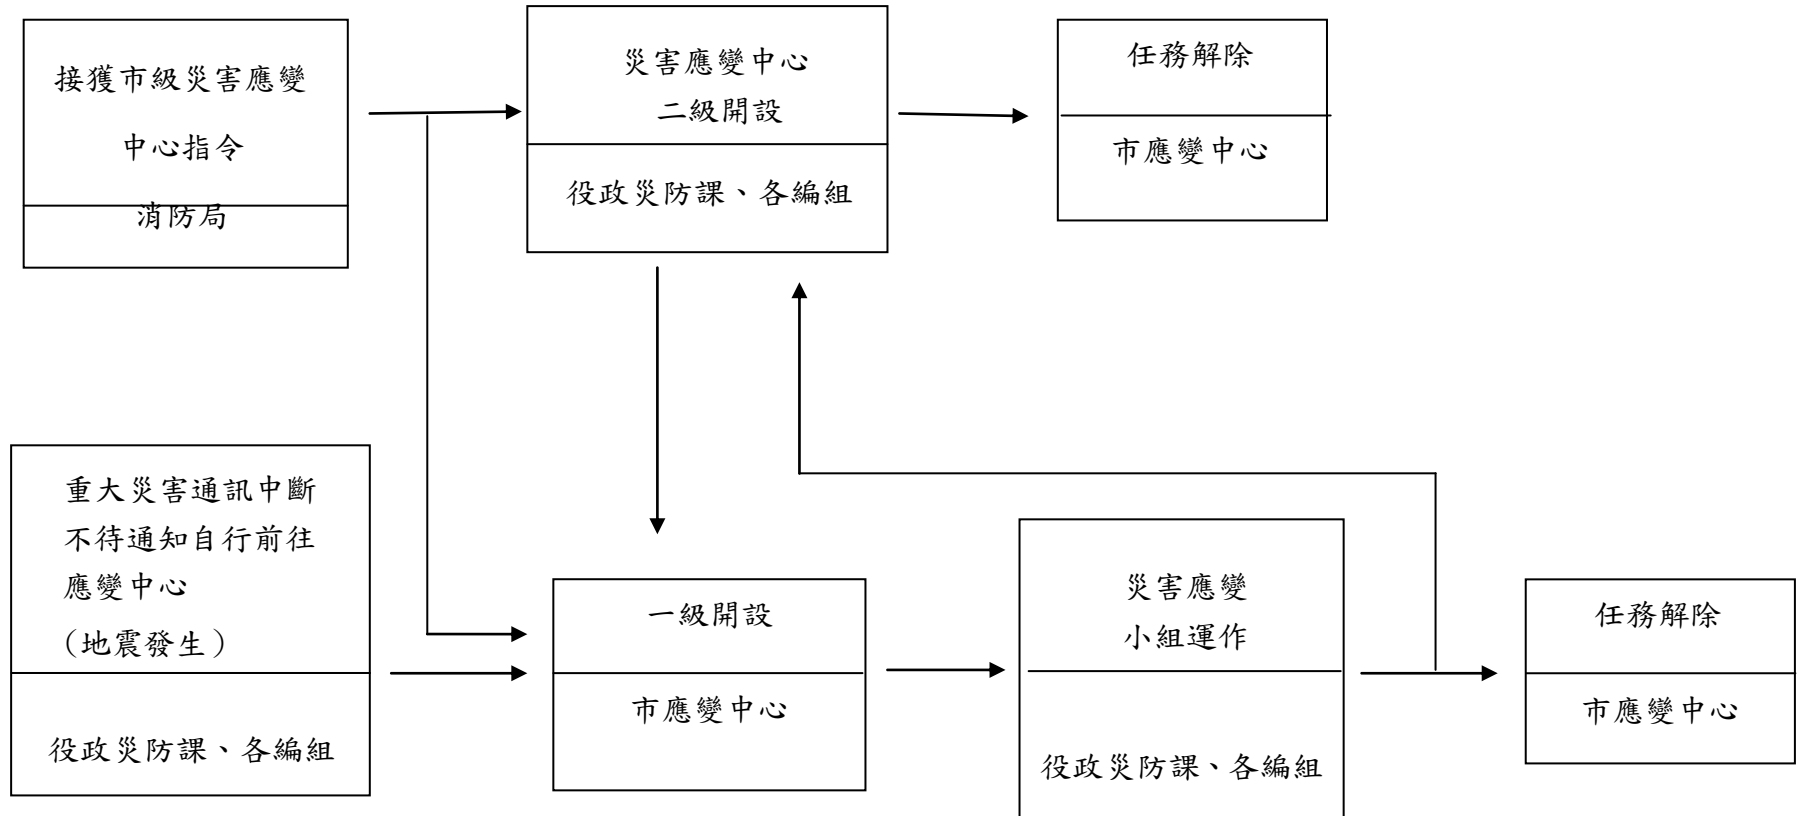 接獲市級災害應變
中心指令
消防局
災害應變中心
二級開設
役政災防課、各編組
任務解除
市應變中心
重大災害通訊中斷
不待通知自行前往
應變中心
（地震發生）
役政災防課、各編組
一級開設
市應變中心
災害應變
小組運作
役政災防課、各編組
任務解除
市應變中心